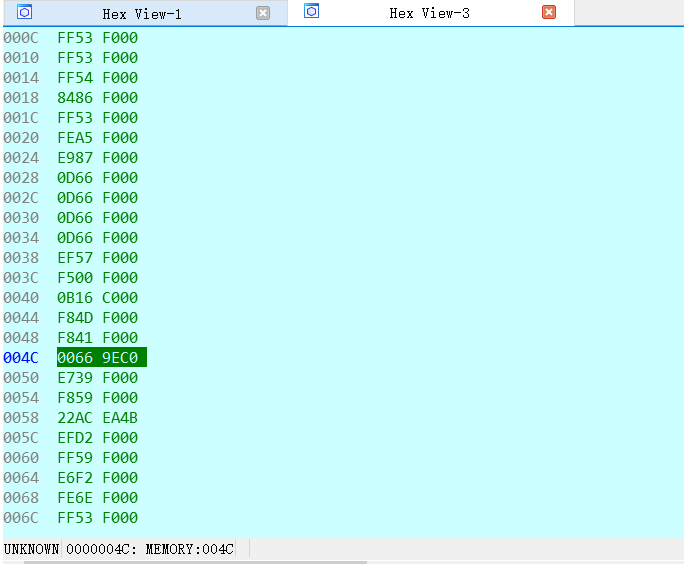 Hex View-1 Hex View-3
000C FF53 F000
0010 FF53 F000
0014 FF54 F000
0018 8486 F000
001C FF53 F000
0020 FEA5 F000
0024 E987 F000
0028 0D66 F000
002C 0D66 F000
0030 0D66 F000
0034 0D66 F000
0038 EF57 F000
003C F500 F000
0040 0B16 C000
0044 F84D F000
0048 F841 F000
004C 0066 9EC0
0050 E739 F000
0054 F859 F000
0058 22AC EA4B
005C EFD2 F000
0060 FF59 F000
0064 E6F2 F000
0068 FE6E F000
006C FF53 F000
UNKNOWN 0000004C: MEMORY:004C